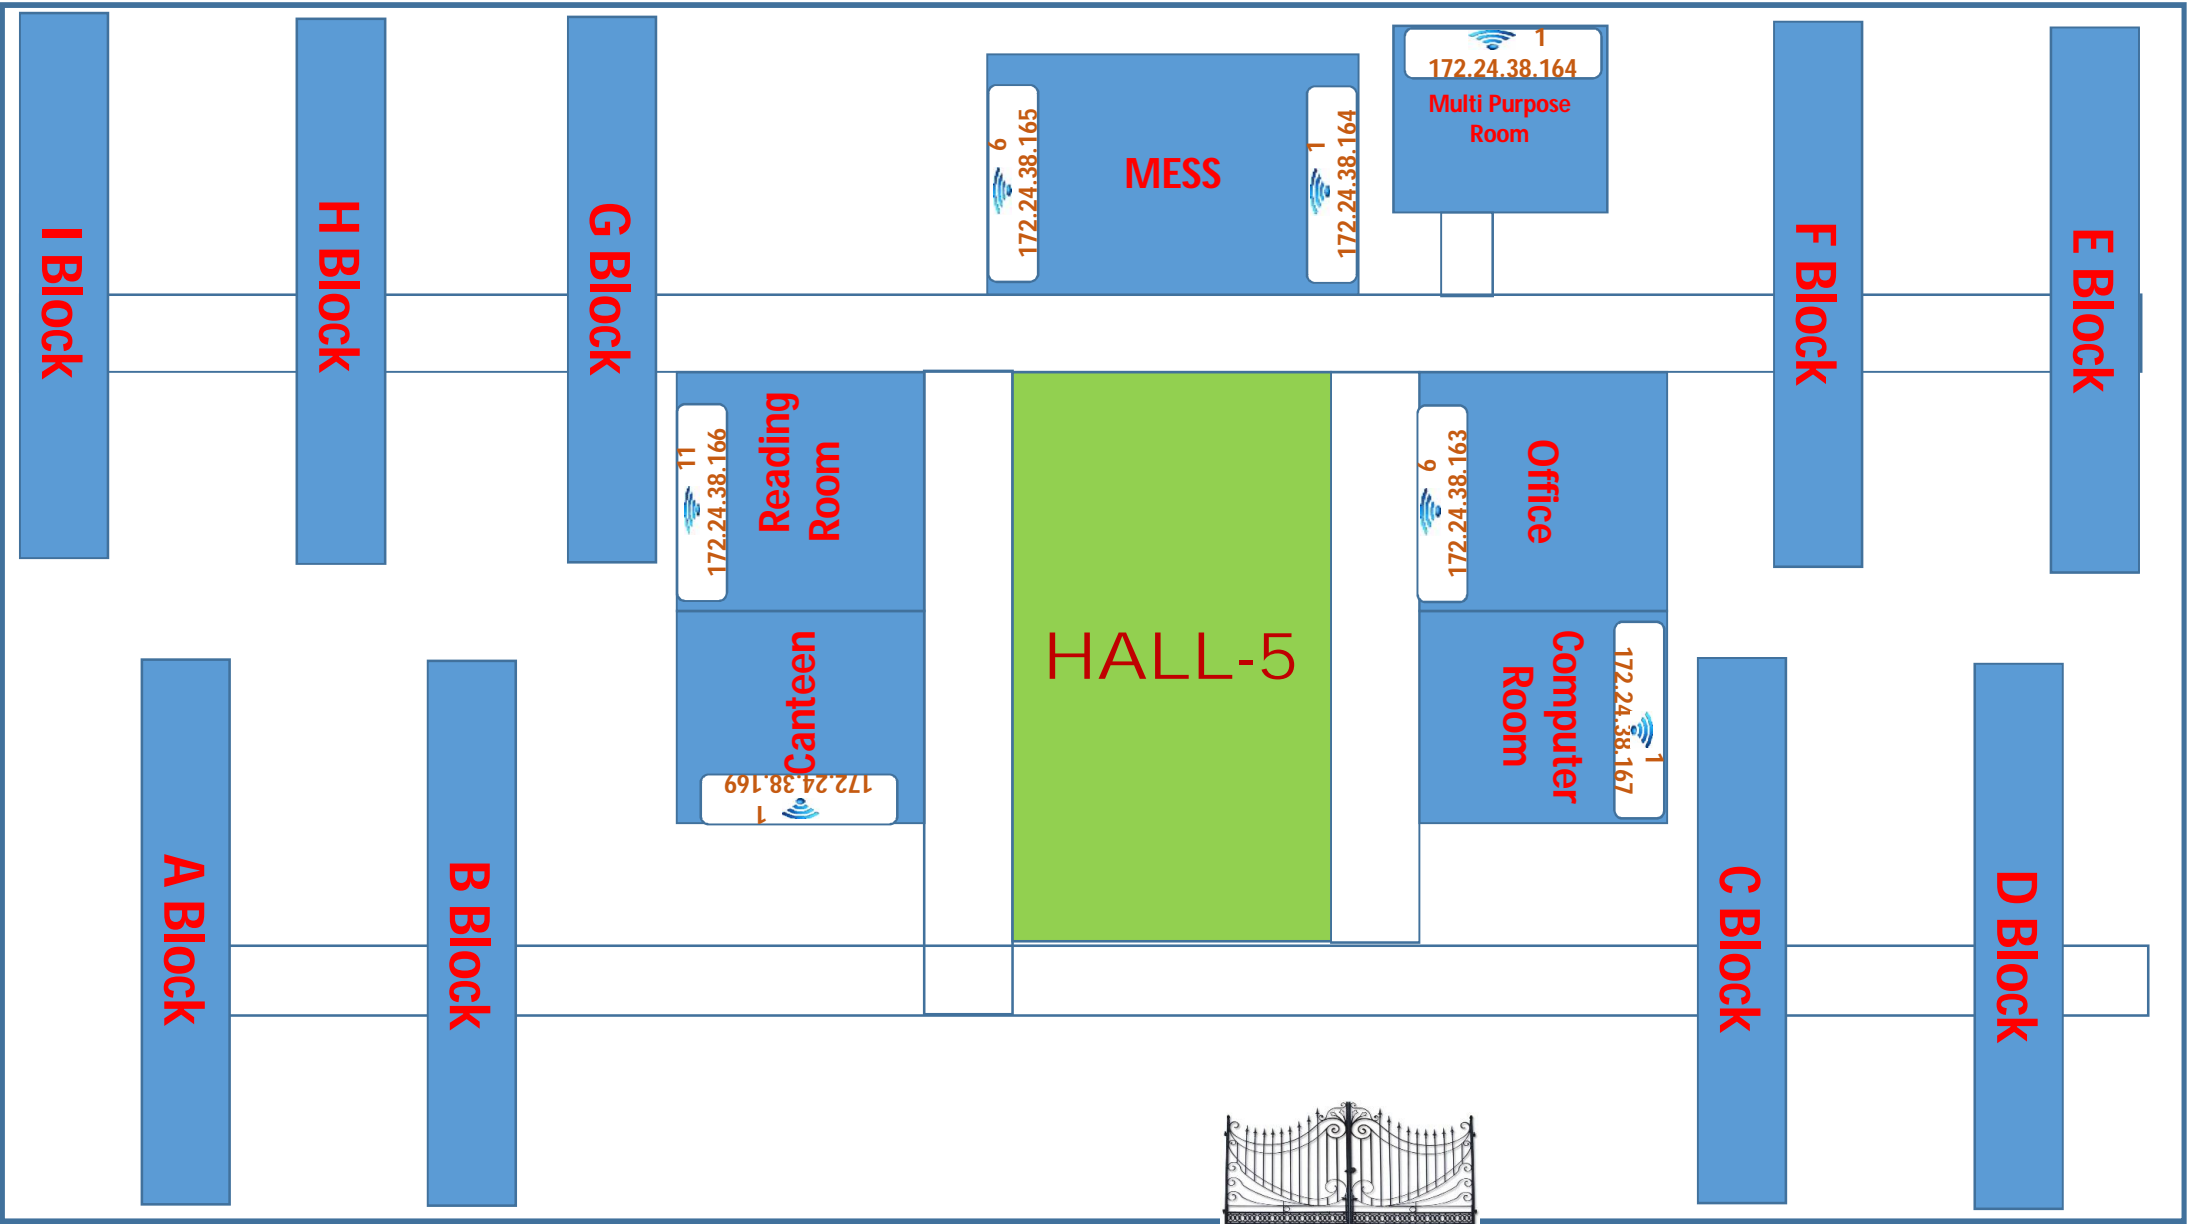 I Block
H Block
G Block
6
172.24.38.165
MESS
1
172.24.38.164
1
172.24.38.164
Multi Purpose
Room
F Block
E Block
11
172.24.38.166
Reading
Room
6
172.24.38.163
Office
Canteen
172.24.38.169
1
HALL-5
Computer
Room
172.24.38.167
1
A Block
B Block
C Block
D Block